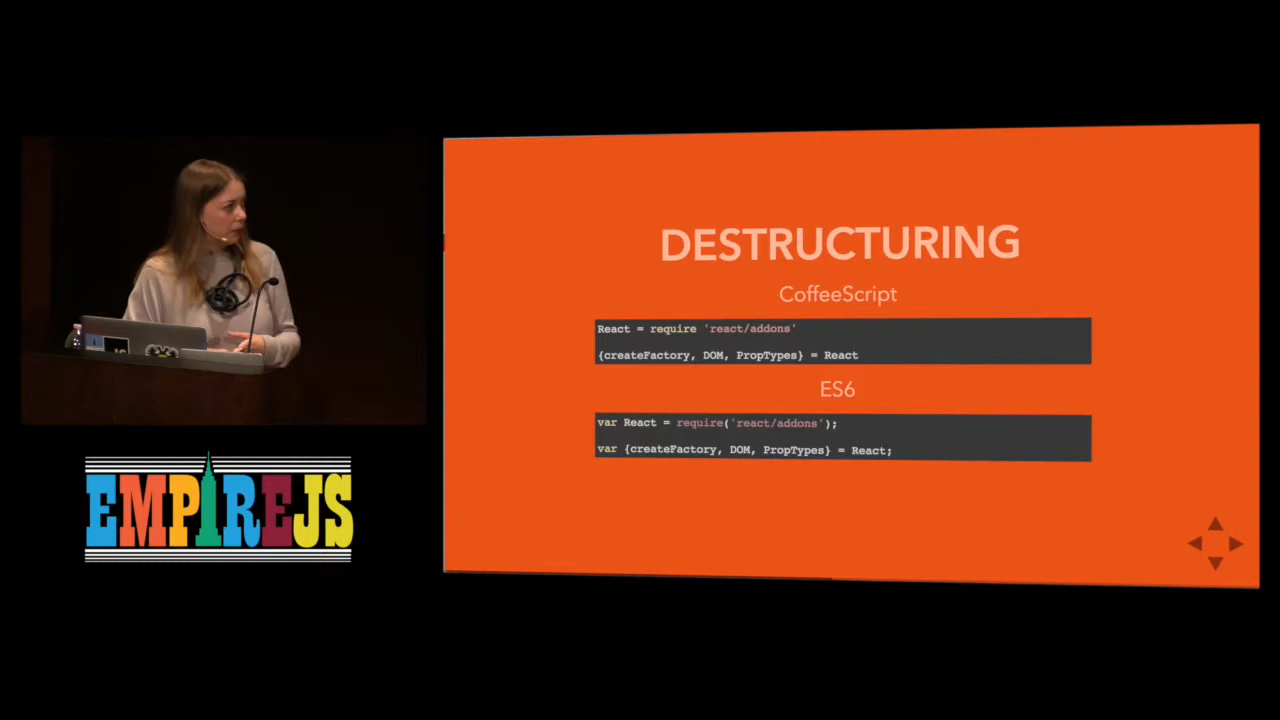 DESTRUCTURING
CoffeeScript
React = require 'react/addons'
{createFactory, DOM, PropTypes} = React
ES6
var React = require('react/addons');
var {createFactory, DOM, PropTypes} = React;
EMPIREJS